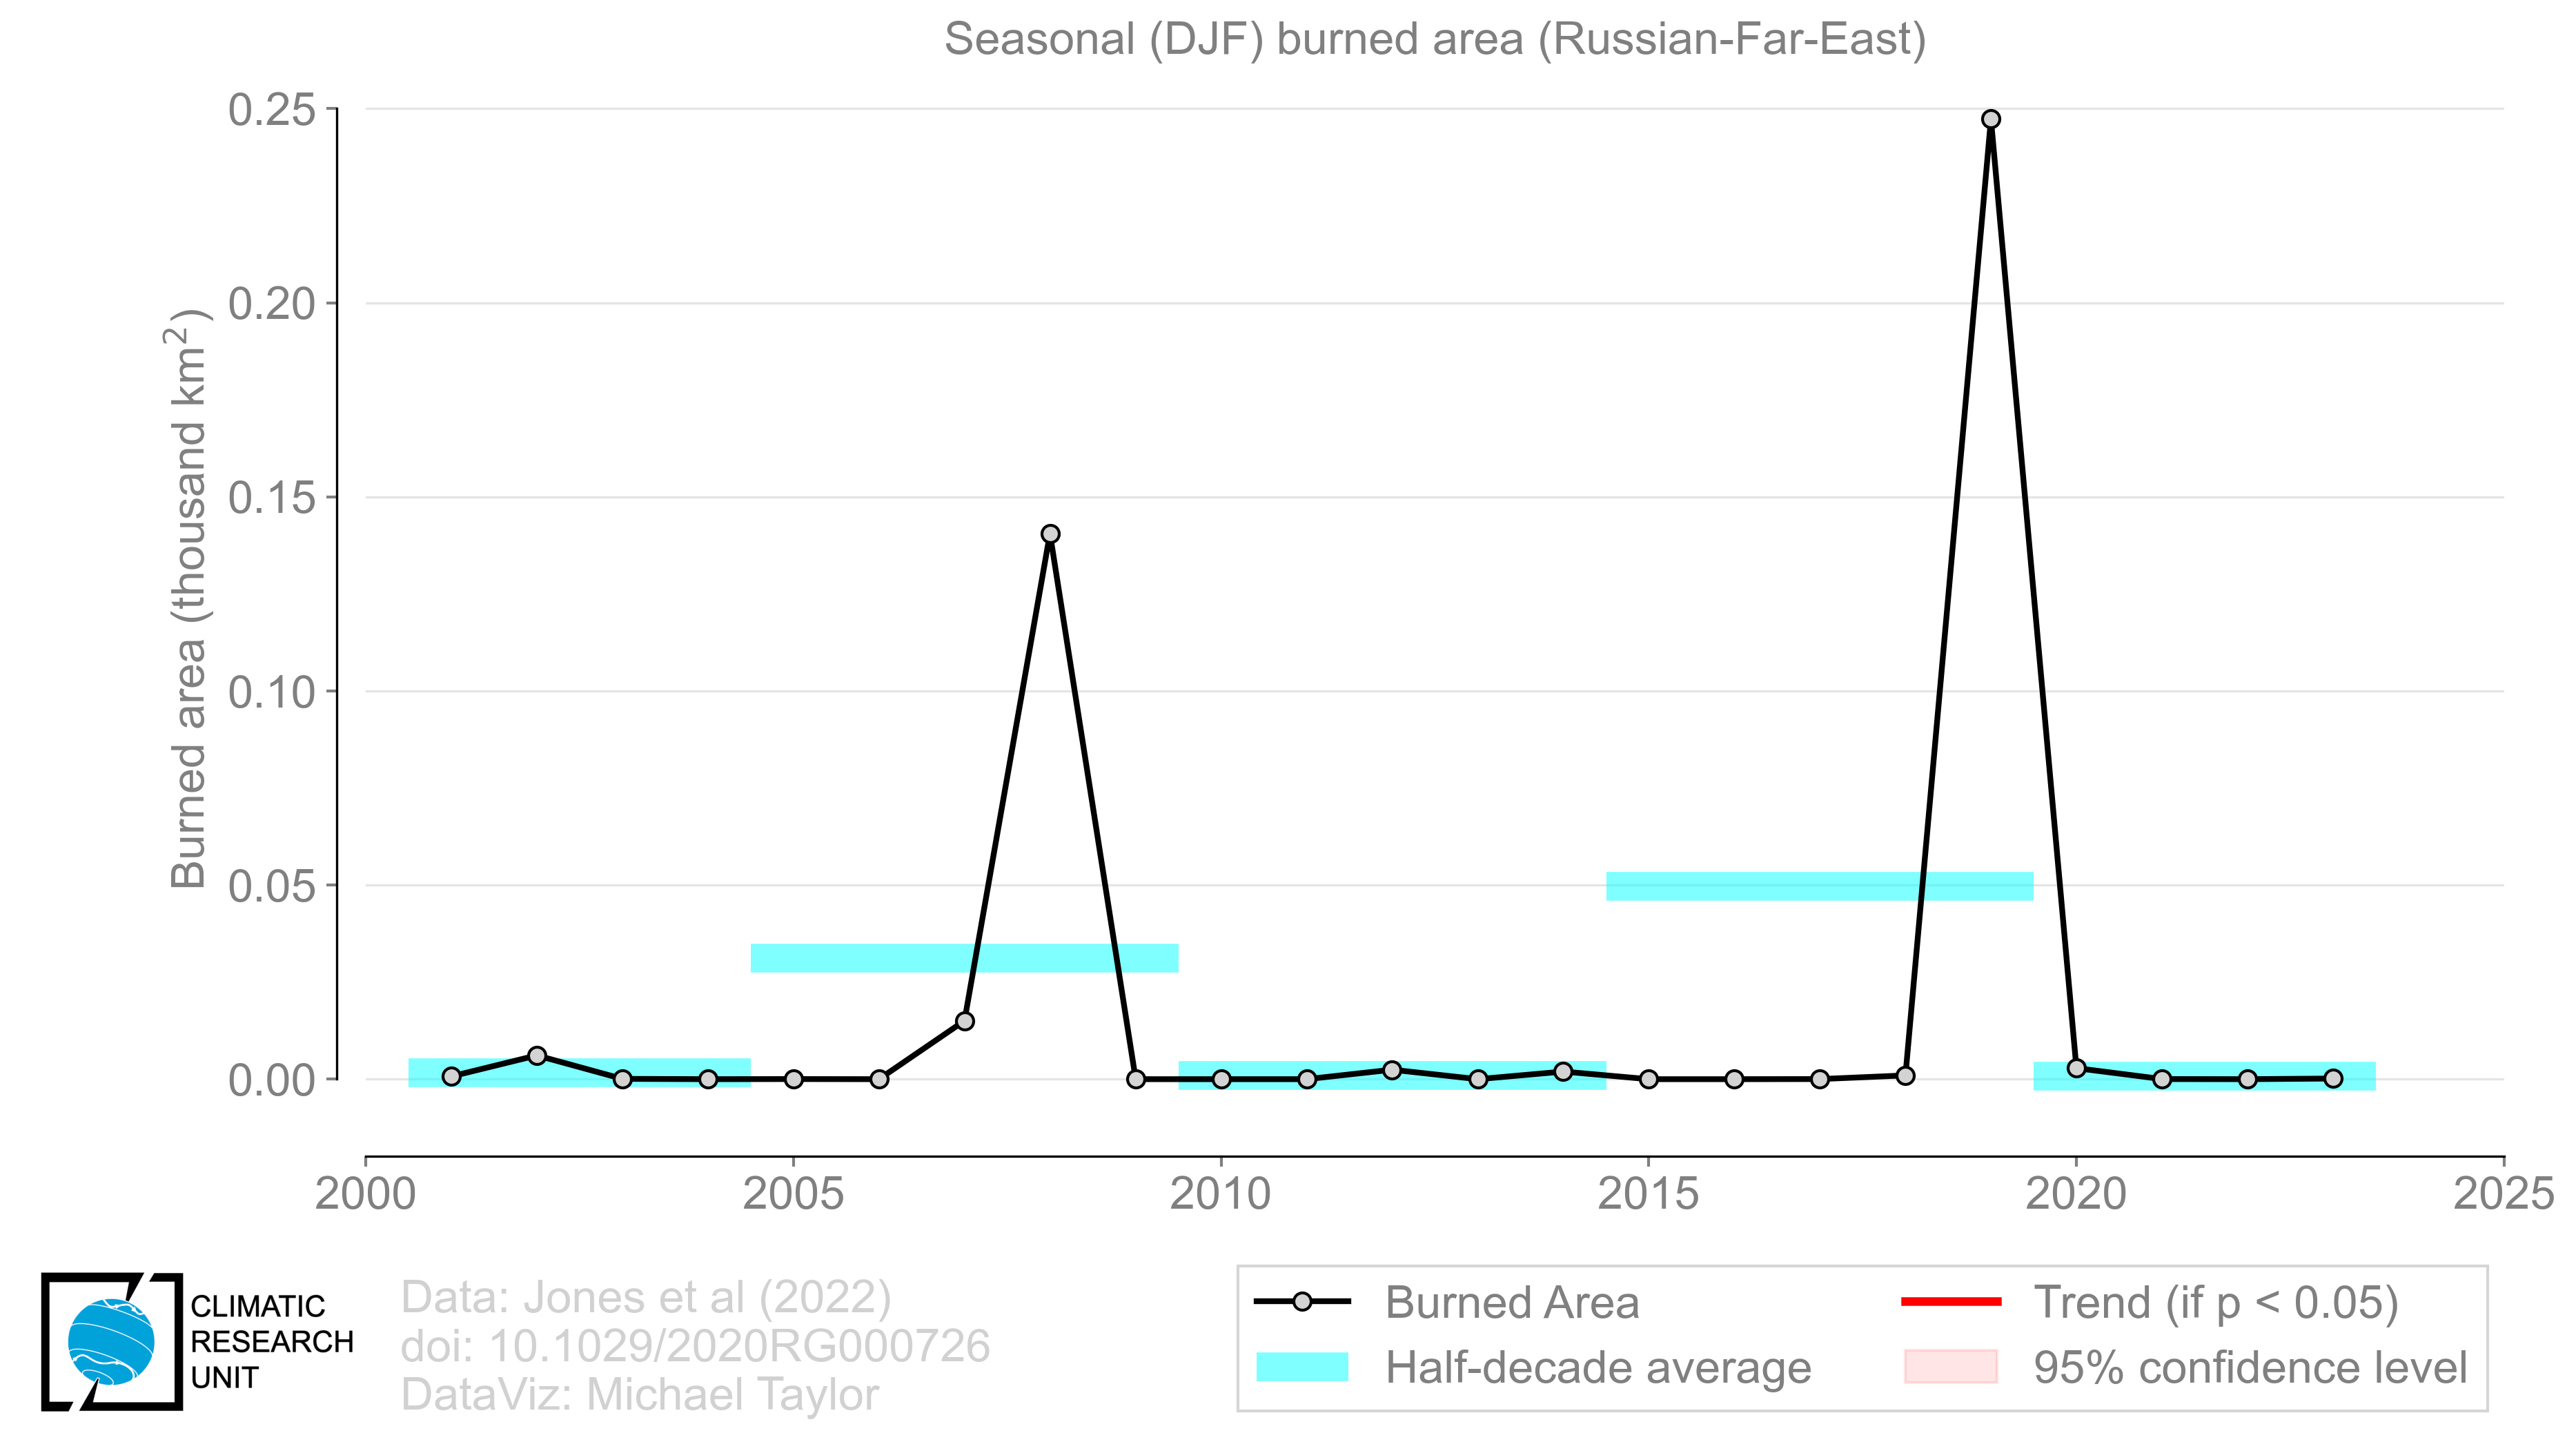 Seasonal (DJF) burned area (Russian-Far-East)
Burned area (thousand km²)
0.25
0.20
0.15
0.10
0.05
0.00
2000 2005 2010 2015 2020 2025
CLIMATIC
RESEARCH
UNIT
Data: Jones et al (2022)
doi: 10.1029/2020RG000726
DataViz: Michael Taylor
Burned Area
Half-decade average
Trend (if p < 0.05)
95% confidence level